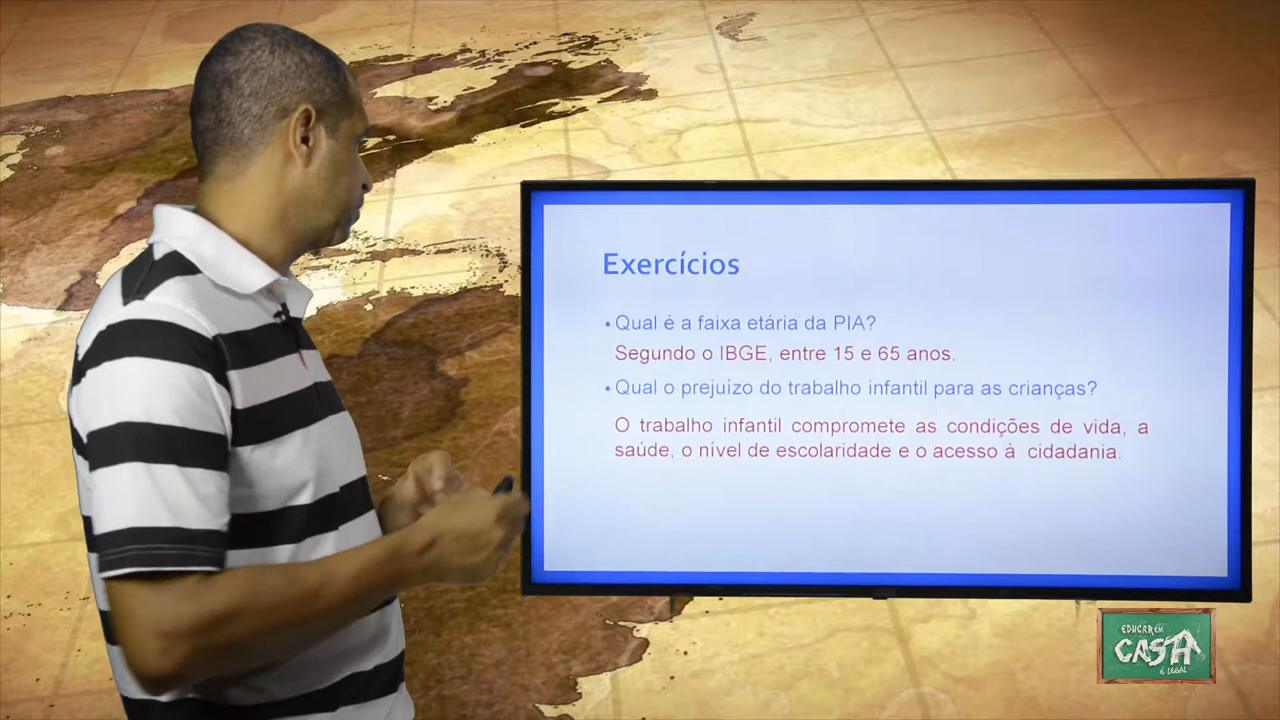 Exercícios
• Qual é a faixa etária da PIA?
Segundo o IBGE, entre 15 e 65 anos.
• Qual o prejuízo do trabalho infantil para as crianças?
O trabalho infantil compromete as condições de vida, a
saúde, o nível de escolaridade e o acesso à cidadania.
EDUCAR EM
CASA
É LEGAL